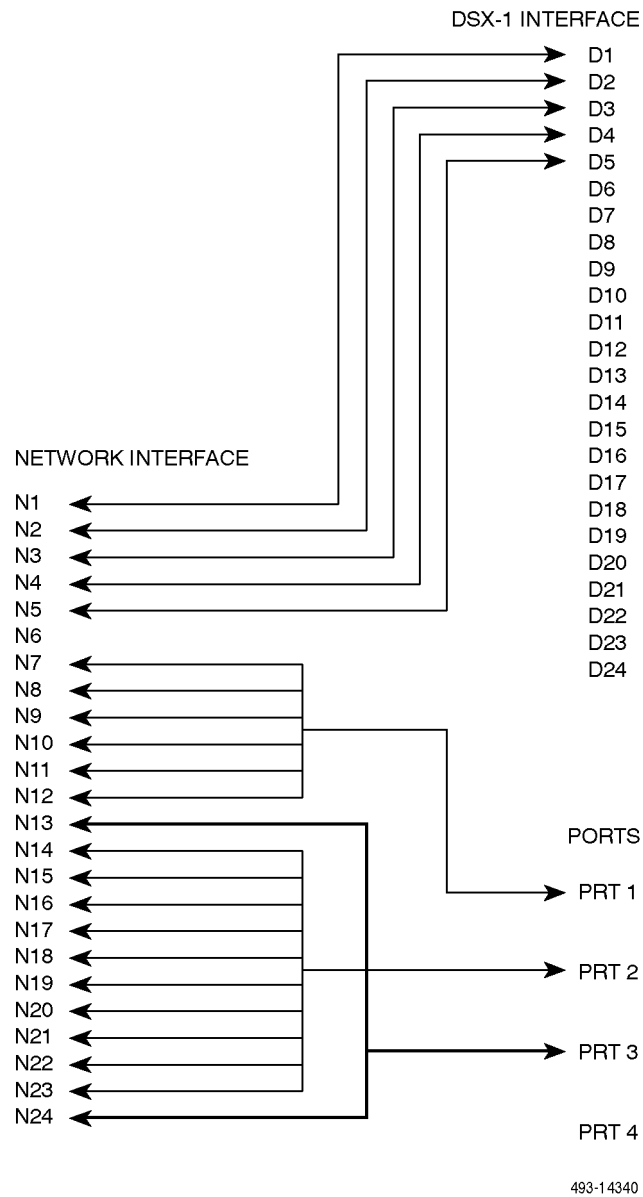 DSX-1 INTERFACE
D1
D2
D3
D4
D5
D6
D7
D8
D9
D10
D11
D12
D13
D14
D15
D16
D17
D18
D19
D20
D21
D22
D23
D24
NETWORK INTERFACE
N1
N2
N3
N4
N5
N6
N7
N8
N9
N10
N11
N12
N13
N14
N15
N16
N17
N18
N19
N20
N21
N22
N23
N24
PORTS
PRT 1
PRT 2
PRT 3
PRT 4
493-14340